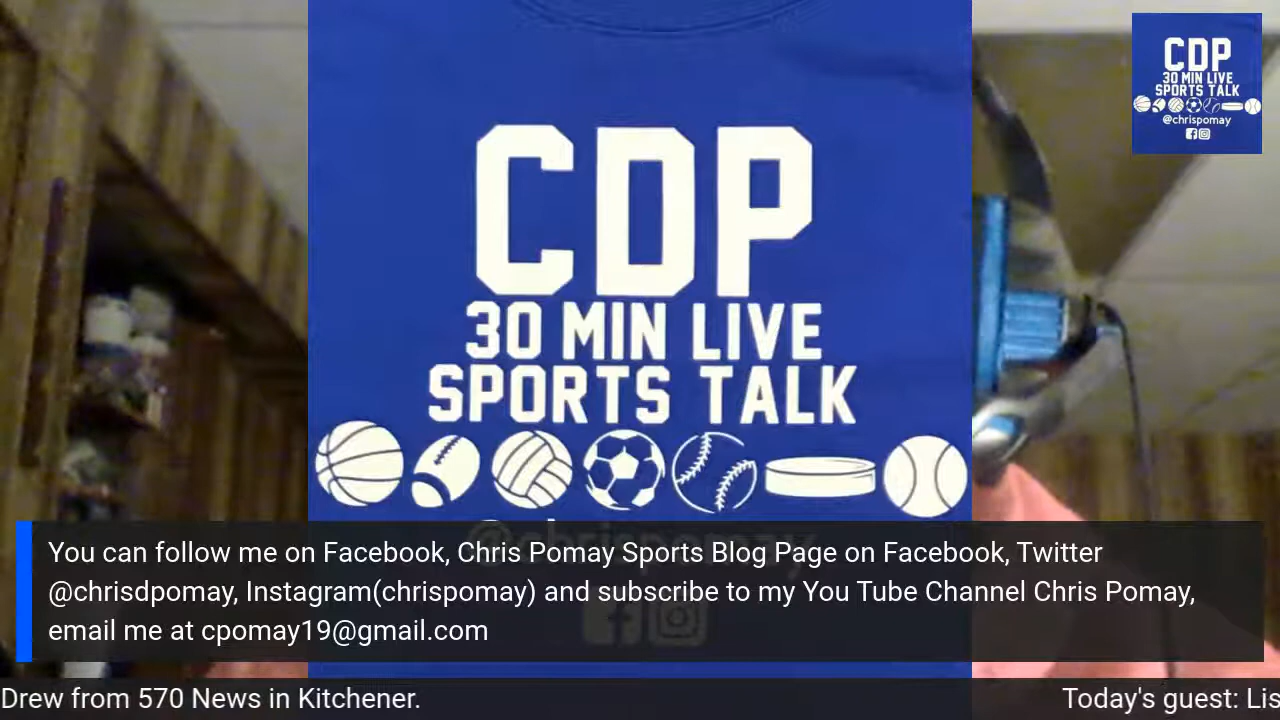 CDP
30 MIN LIVE
SPORTS TALK
@chrispomay
CDP
30 MIN LIVE
SPORTS TALK
@chrispomay
You can follow me on Facebook, Chris Pomay Sports Blog Page on Facebook, Twitter
@chrisdpomay, Instagram(chrispomay) and subscribe to my You Tube Channel Chris Pomay,
email me at cpomay19@gmail.com
Drew from 570 News in Kitchener.
Today's guest: Lis